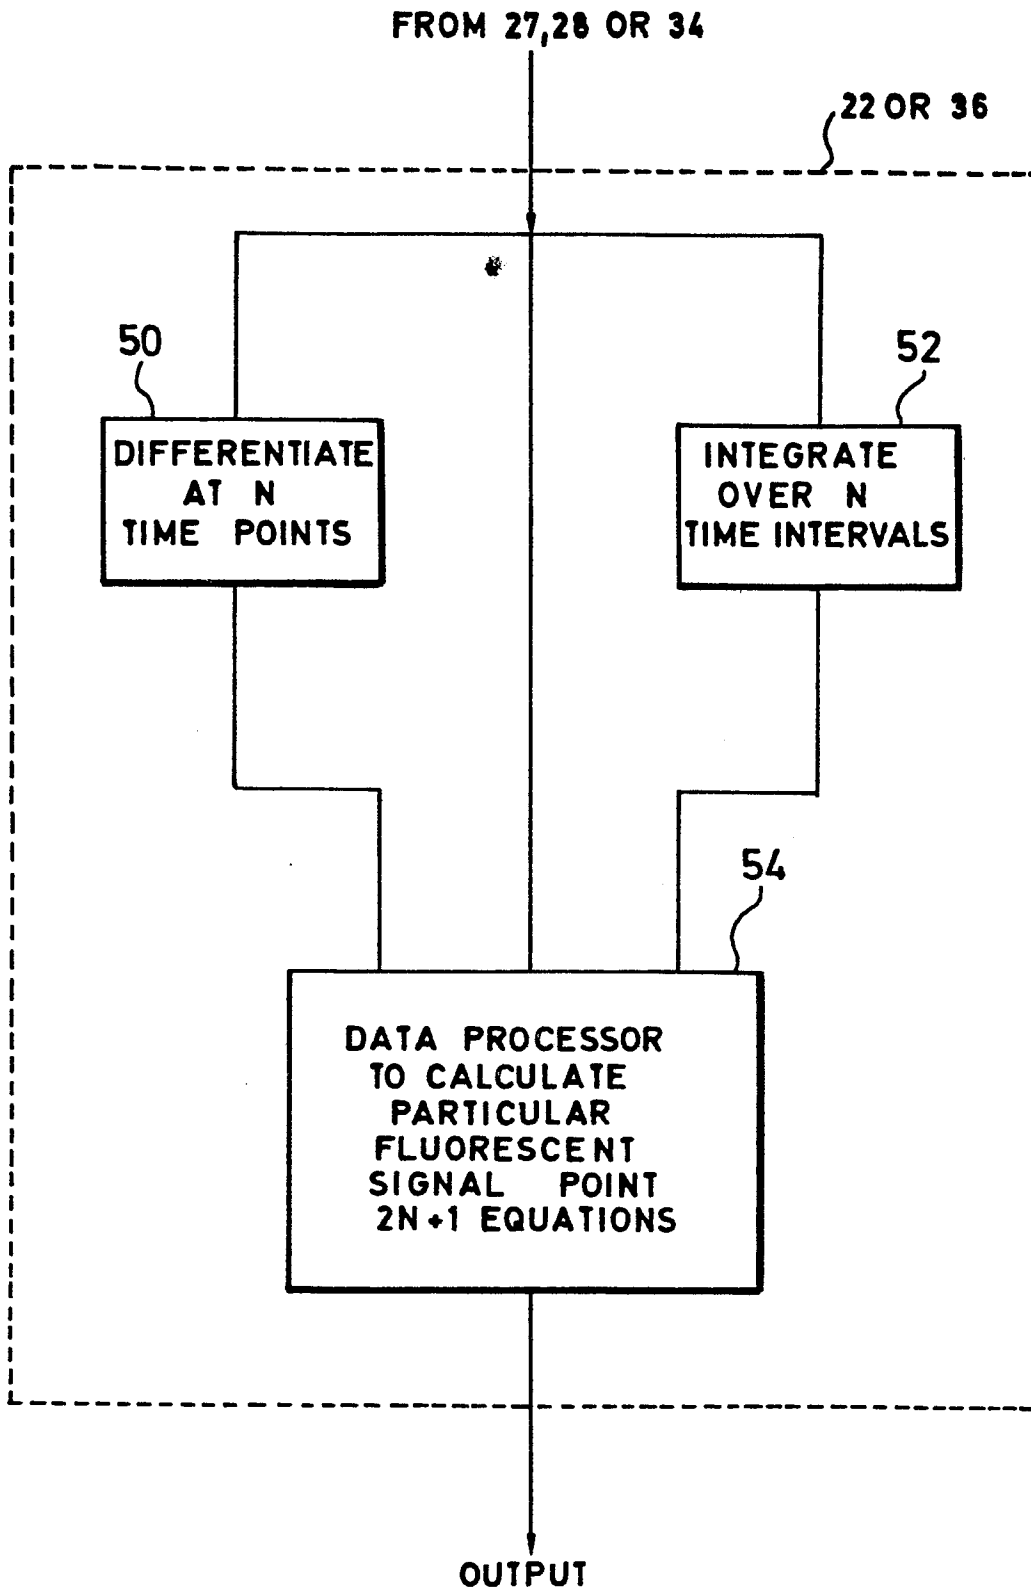 FROM 27,28 OR 34
22 OR 36
50
52
DIFFERENTIATE
AT N
TIME POINTS
INTEGRATE
OVER N
TIME INTERVALS
54
DATA PROCESSOR
TO CALCULATE
PARTICULAR
FLUORESCENT
SIGNAL POINT
2N+1 EQUATIONS
OUTPUT